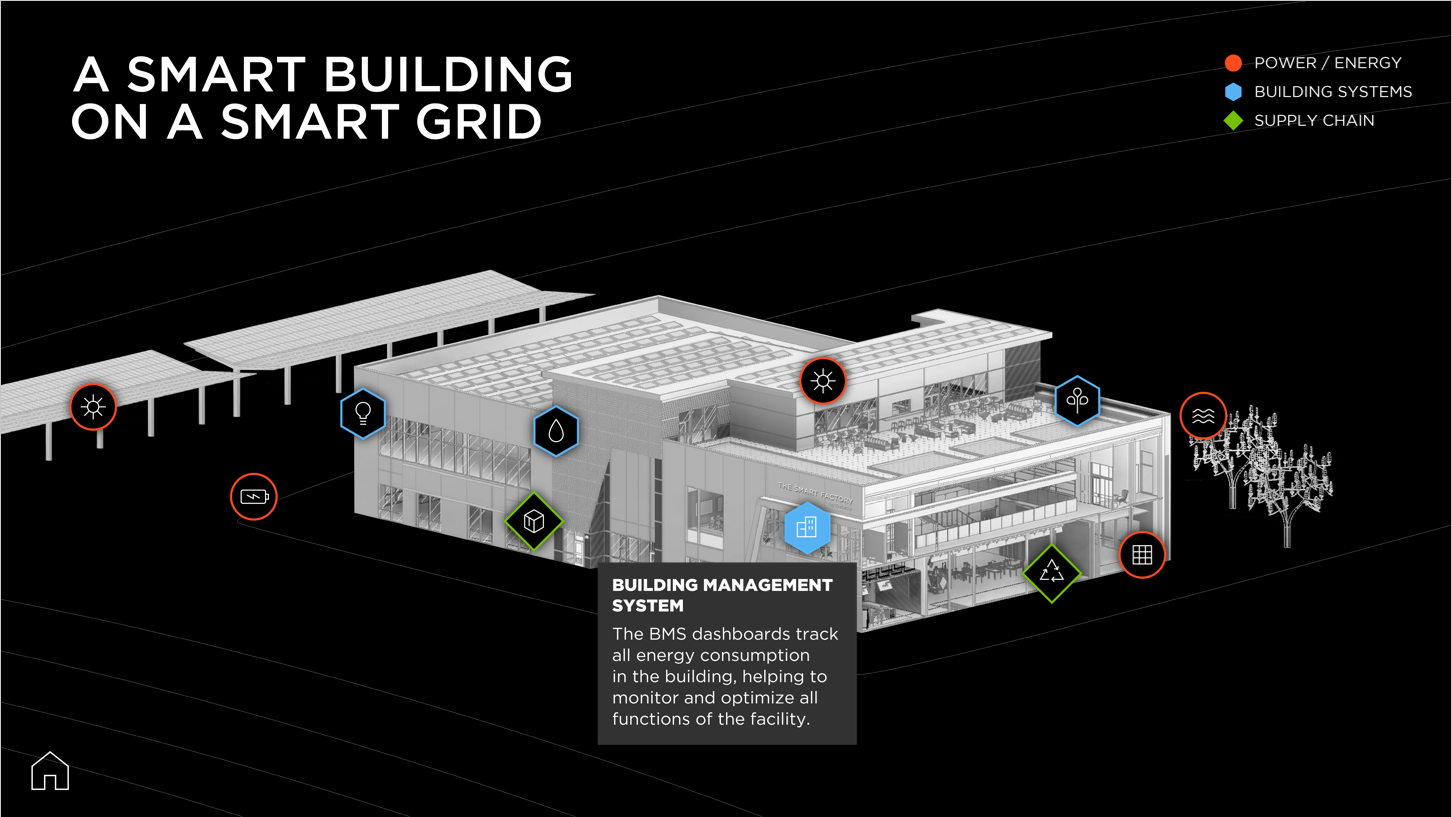 A SMART BUILDING
ON A SMART GRID
POWER / ENERGY
BUILDING SYSTEMS
SUPPLY CHAIN
THE SMART FACTORY
BUILDING MANAGEMENT
SYSTEM
The BMS dashboards track
all energy consumption
in the building, helping to
monitor and optimize all
functions of the facility.